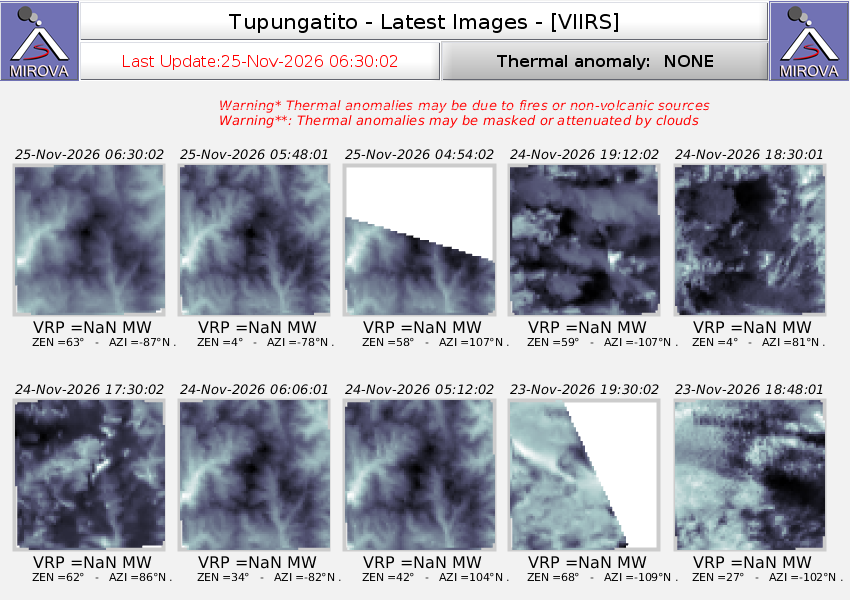 Tupungatito - Latest Images - [VIIRS]
MIROVA
Last Update:25-Nov-2026 06:30:02
Thermal anomaly: NONE
MIROVA
Warning* Thermal anomalies may be due to fires or non-volcanic sources
Warning**: Thermal anomalies may be masked or attenuated by clouds
25-Nov-2026 06:30:02
25-Nov-2026 05:48:01
25-Nov-2026 04:54:02
24-Nov-2026 19:12:02
24-Nov-2026 18:30:01
VRP =NaN MW
VRP =NaN MW
VRP =NaN MW
VRP =NaN MW
VRP =NaN MW
ZEN =63° - AZI =-87°N .
ZEN =4° - AZI =-78°N .
ZEN =58° - AZI =107°N .
ZEN =59° - AZI =-107°N .
ZEN =4° - AZI =81°N .
24-Nov-2026 17:30:02
24-Nov-2026 06:06:01
24-Nov-2026 05:12:02
23-Nov-2026 19:30:02
23-Nov-2026 18:48:01
VRP =NaN MW
VRP =NaN MW
VRP =NaN MW
VRP =NaN MW
VRP =NaN MW
ZEN =62° - AZI =86°N .
ZEN =34° - AZI =-82°N .
ZEN =42° - AZI =104°N .
ZEN =68° - AZI =-109°N .
ZEN =27° - AZI =-102°N .